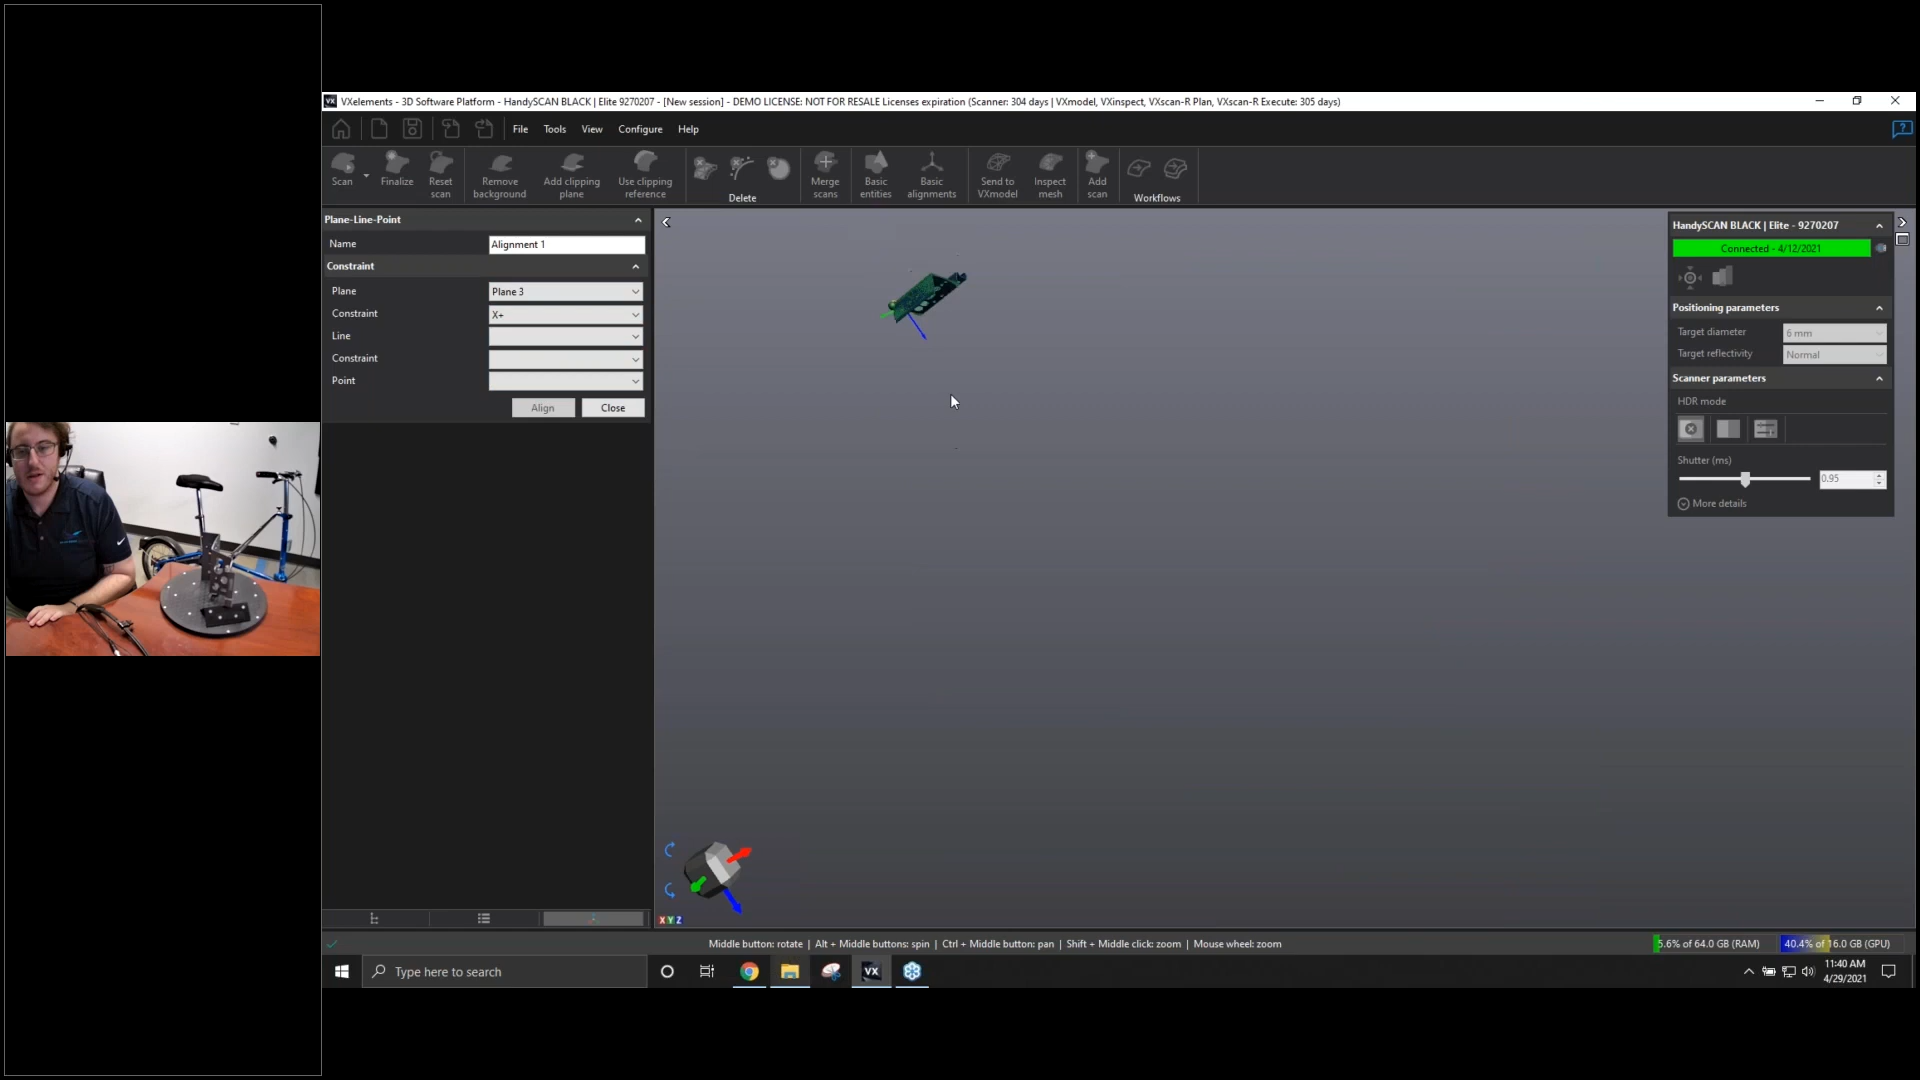 VXelements - 3D Software Platform - HandySCAN BLACK | Elite 9270207 - [New session] - DEMO LICENSE: NOT FOR RESALE Licenses expiration (Scanner: 304 days | VXmodel, VXinspect, VXscan-R Plan, VXscan-R Execute: 305 days)
File Tools View Configure Help
Scan
Finalize
Reset scan
Remove background
Add clipping plane
Use clipping reference
Delete
Merge scans
Basic entities
Basic alignments
Send to VXmodel
Inspect mesh
Add scan
Workflows
Plane-Line-Point
Name Alignment 1
Constraint
Plane Plane 3
Constraint X+
Line
Constraint
Point
Align Close
HandySCAN BLACK | Elite - 9270207
Connected - 4/12/2021
Positioning parameters
Target diameter 6 mm
Target reflectivity Normal
Scanner parameters
HDR mode
Shutter (ms)
0.95
More details
X Y Z
Middle button: rotate | Alt + Middle buttons: spin | Ctrl + Middle button: pan | Shift + Middle click: zoom | Mouse wheel: zoom
5.6% of 64.0 GB (RAM) 40.4% of 16.0 GB (GPU)
Type here to search
VX
11:40 AM
4/29/2021